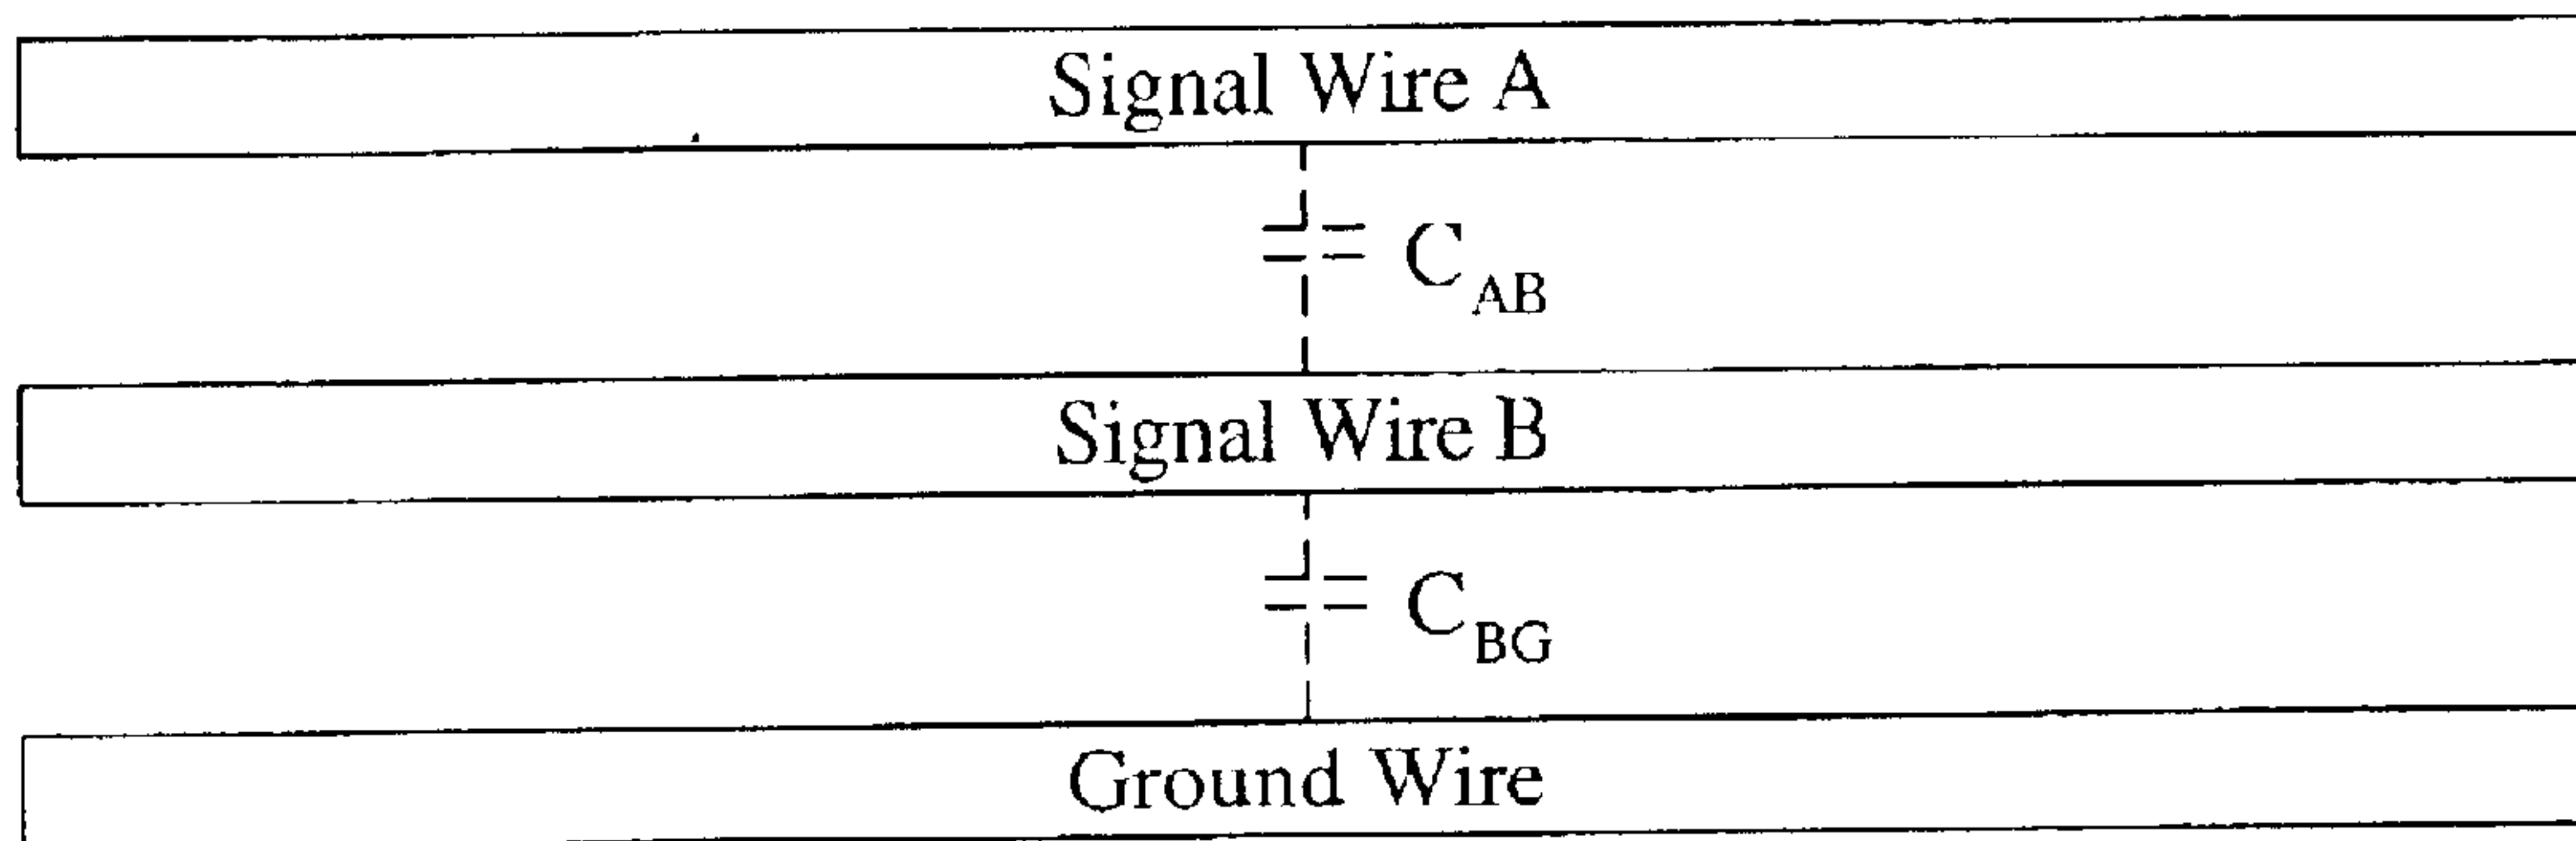 Signal Wire A
C_AB
Signal Wire B
C_BG
Ground Wire